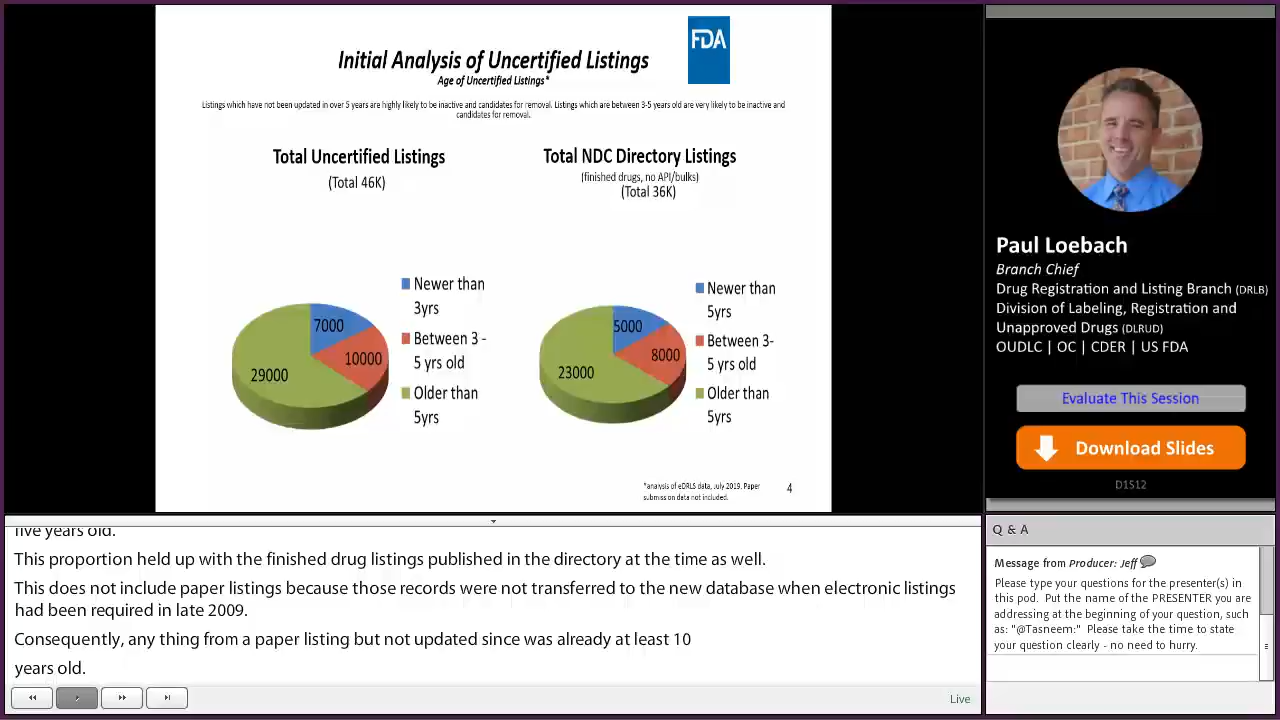 FDA
Initial Analysis of Uncertified Listings
Age of Uncertified Listings*
Listings which have not been updated in over 5 years are highly likely to be inactive and candidates for removal. Listings which are between 3-5 years old are very likely to be inactive and
candidates for removal.
Total Uncertified Listings
(Total 46K)
7000
10000
29000
Newer than
3yrs
Between 3 -
5 yrs old
Older than
5yrs
Total NDC Directory Listings
(finished drugs, no API/bulks)
(Total 36K)
5000
8000
23000
Newer than
5yrs
Between 3-
5 yrs old
Older than
5yrs
*analysis of eDRLS data, July 2019. Paper
submission data not included.
4
Paul Loebach
Branch Chief
Drug Registration and Listing Branch (DRLB)
Division of Labeling, Registration and
Unapproved Drugs (DLRUD)
OUDLC | OC | CDER | US FDA
Evaluate This Session
Download Slides
D1S12
five years old.
This proportion held up with the finished drug listings published in the directory at the time as well.
This does not include paper listings because those records were not transferred to the new database when electronic listings
had been required in late 2009.
Consequently, any thing from a paper listing but not updated since was already at least 10
years old.
Live
Q & A
Message from Producer: Jeff
Please type your questions for the presenter(s) in
this pod. Put the name of the PRESENTER you are
addressing at the beginning of your question, such
as: "@Tasneem:" Please take the time to state
your question clearly - no need to hurry.